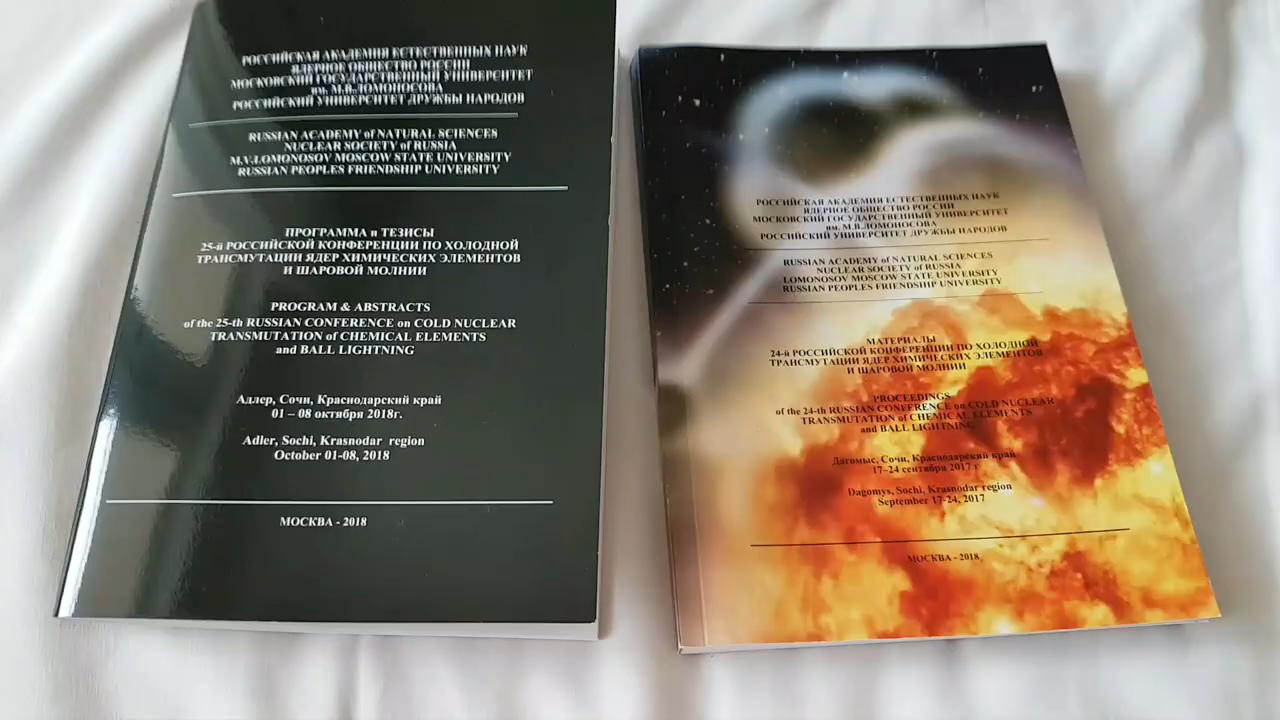 РОССИЙСКАЯ АКАДЕМИЯ ЕСТЕСТВЕННЫХ НАУК
ЯДЕРНОЕ ОБЩЕСТВО РОССИИ
МОСКОВСКИЙ ГОСУДАРСТВЕННЫЙ УНИВЕРСИТЕТ
им. М.В.ЛОМОНОСОВА
РОССИЙСКИЙ УНИВЕРСИТЕТ ДРУЖБЫ НАРОДОВ
RUSSIAN ACADEMY of NATURAL SCIENCES
NUCLEAR SOCIETY of RUSSIA
M.V.LOMONOSOV MOSCOW STATE UNIVERSITY
RUSSIAN PEOPLES FRIENDSHIP UNIVERSITY
ПРОГРАММА и ТЕЗИСЫ
25-й РОССИЙСКОЙ КОНФЕРЕНЦИИ ПО ХОЛОДНОЙ
ТРАНСМУТАЦИИ ЯДЕР ХИМИЧЕСКИХ ЭЛЕМЕНТОВ
И ШАРОВОЙ МОЛНИИ
PROGRAM & ABSTRACTS
of the 25-th RUSSIAN CONFERENCE on COLD NUCLEAR
TRANSMUTATION of CHEMICAL ELEMENTS
and BALL LIGHTNING
Адлер, Сочи, Краснодарский край
01 – 08 октября 2018г.
Adler, Sochi, Krasnodar region
October 01-08, 2018
МОСКВА - 2018
РОССИЙСКАЯ АКАДЕМИЯ ЕСТЕСТВЕННЫХ НАУК
ЯДЕРНОЕ ОБЩЕСТВО РОССИИ
МОСКОВСКИЙ ГОСУДАРСТВЕННЫЙ УНИВЕРСИТЕТ
им. М.В.ЛОМОНОСОВА
РОССИЙСКИЙ УНИВЕРСИТЕТ ДРУЖБЫ НАРОДОВ
RUSSIAN ACADEMY of NATURAL SCIENCES
NUCLEAR SOCIETY of RUSSIA
LOMONOSOV MOSCOW STATE UNIVERSITY
RUSSIAN PEOPLES FRIENDSHIP UNIVERSITY
МАТЕРИАЛЫ
24-й РОССИЙСКОЙ КОНФЕРЕНЦИИ ПО ХОЛОДНОЙ
ТРАНСМУТАЦИИ ЯДЕР ХИМИЧЕСКИХ ЭЛЕМЕНТОВ
И ШАРОВОЙ МОЛНИИ
PROCEEDINGS
of the 24-th RUSSIAN CONFERENCE on COLD NUCLEAR
TRANSMUTATION of CHEMICAL ELEMENTS
and BALL LIGHTNING
Дагомыс, Сочи, Краснодарский край
17–24 сентября 2017 г
Dagomys, Sochi, Krasnodar region
September 17-24, 2017
МОСКВА - 2018